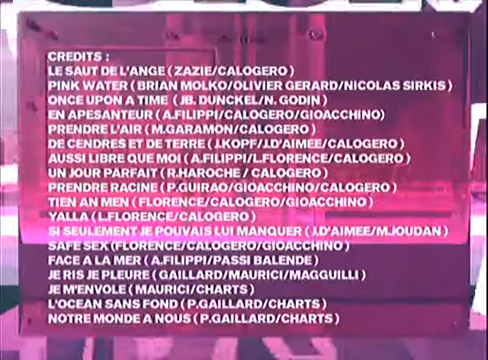 CREDITS :
LE SAUT DE L'ANGE ( ZAZIE/CALOGERO )
PINK WATER ( BRIAN MOLKO/OLIVIER GERARD/NICOLAS SIRKIS )
ONCE UPON A TIME ( JB. DUNCKEL/N. GODIN )
EN APESANTEUR ( A.FILIPPI/CALOGERO/GIOACCHINO)
PRENDRE L'AIR ( M.GARAMON/CALOGERO )
DE CENDRES ET DE TERRE ( J.KOPF/J.D'AIMEE/CALOGERO )
AUSSI LIBRE QUE MOI ( A.FILIPPI/L.FLORENCE/CALOGERO )
UN JOUR PARFAIT ( R.HAROCHE / CALOGERO )
PRENDRE RACINE ( P.GUIRAO/GIOACCHINO/CALOGERO )
TIEN AN MEN ( FLORENCE/CALOGERO/GIOACCHINO )
YALLA ( L.FLORENCE/CALOGERO )
SI SEULEMENT JE POUVAIS LUI MANQUER ( J.D'AIMEE/M.JOUDAN )
SAFE SEX (FLORENCE/CALOGERO/GIOACCHINO )
FACE A LA MER ( A.FILIPPI/PASSI BALENDE )
JE RIS JE PLEURE ( GAILLARD/MAURICI/MAGGUILLI )
JE M'ENVOLE ( MAURICI/CHARTS )
L'OCEAN SANS FOND ( P.GAILLARD/CHARTS )
NOTRE MONDE A NOUS ( P.GAILLARD/CHARTS )